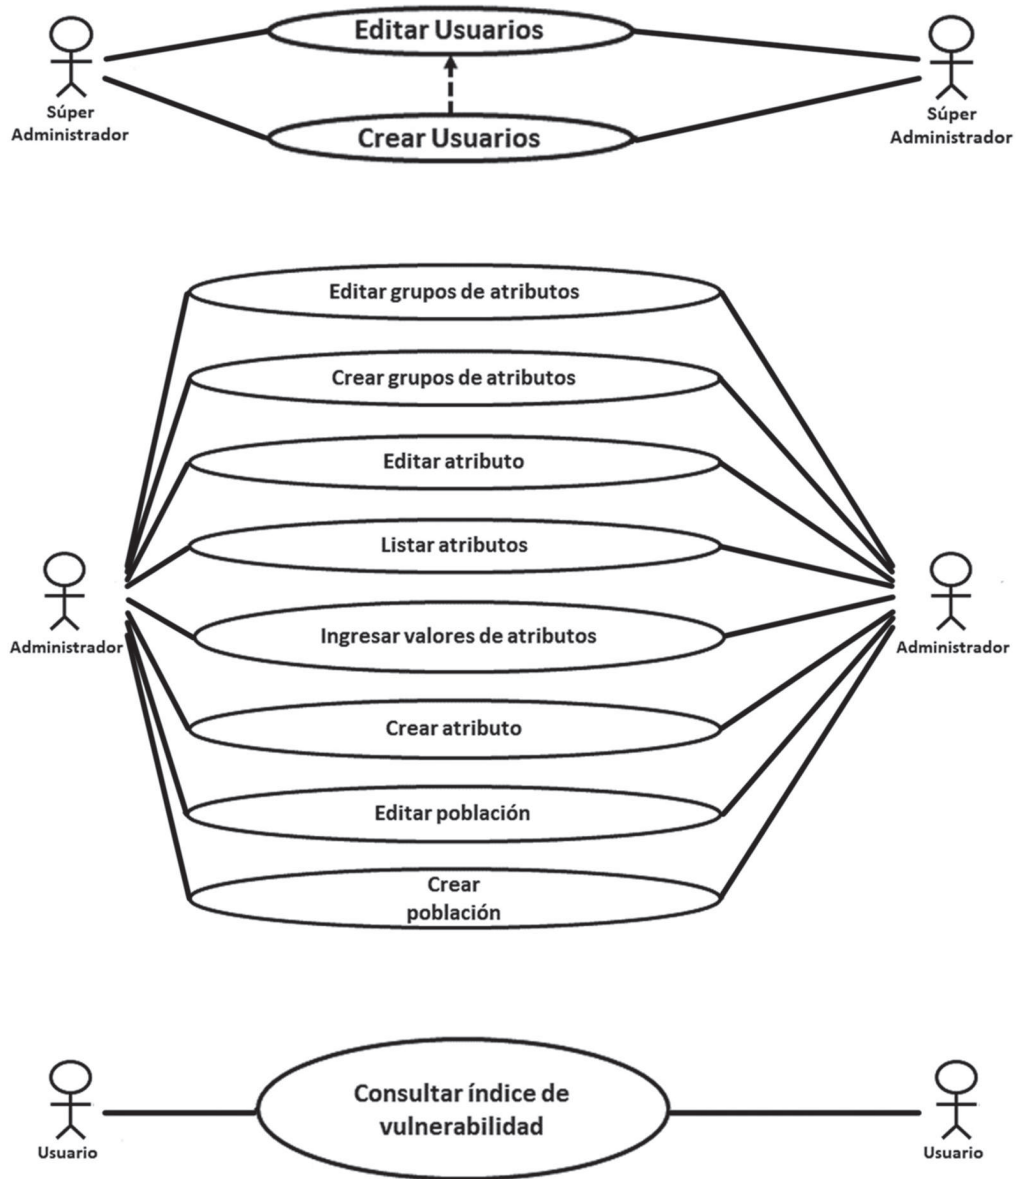 Editar Usuarios
Súper
Administrador
Súper
Administrador
Crear Usuarios
Editar grupos de atributos
Crear grupos de atributos
Editar atributo
Listar atributos
Administrador
Ingresar valores de atributos
Administrador
Crear atributo
Editar población
Crear
población
Consultar índice de
vulnerabilidad
Usuario
Usuario